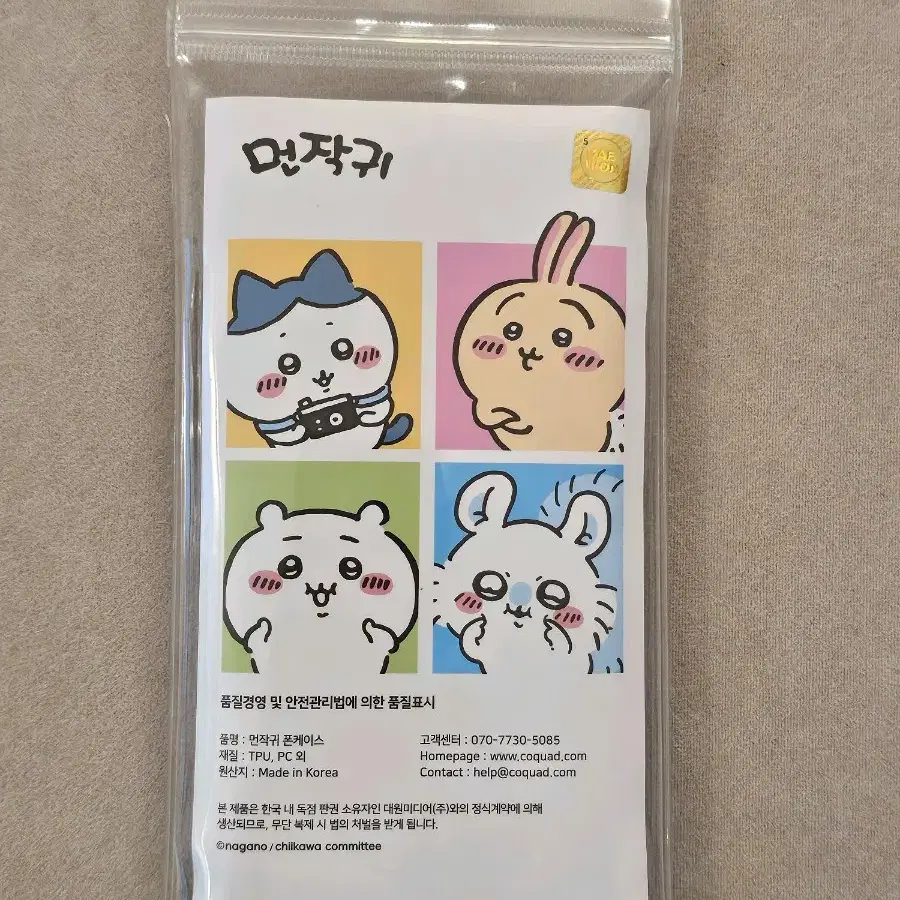 먼작귀
5
품질경영 및 안전관리법에 의한 품질표시
품명 : 먼작귀 폰케이스
재질 : TPU, PC 외
원산지 : Made in Korea
고객센터 : 070-7730-5085
Homepage : www.coquad.com
Contact : help@coquad.com
본 제품은 한국 내 독점 판권 소유자인 대원미디어(주)와의 정식계약에 의해
생산되므로, 무단 복제 시 법의 처벌을 받게 됩니다.
©nagano / chiikawa committee